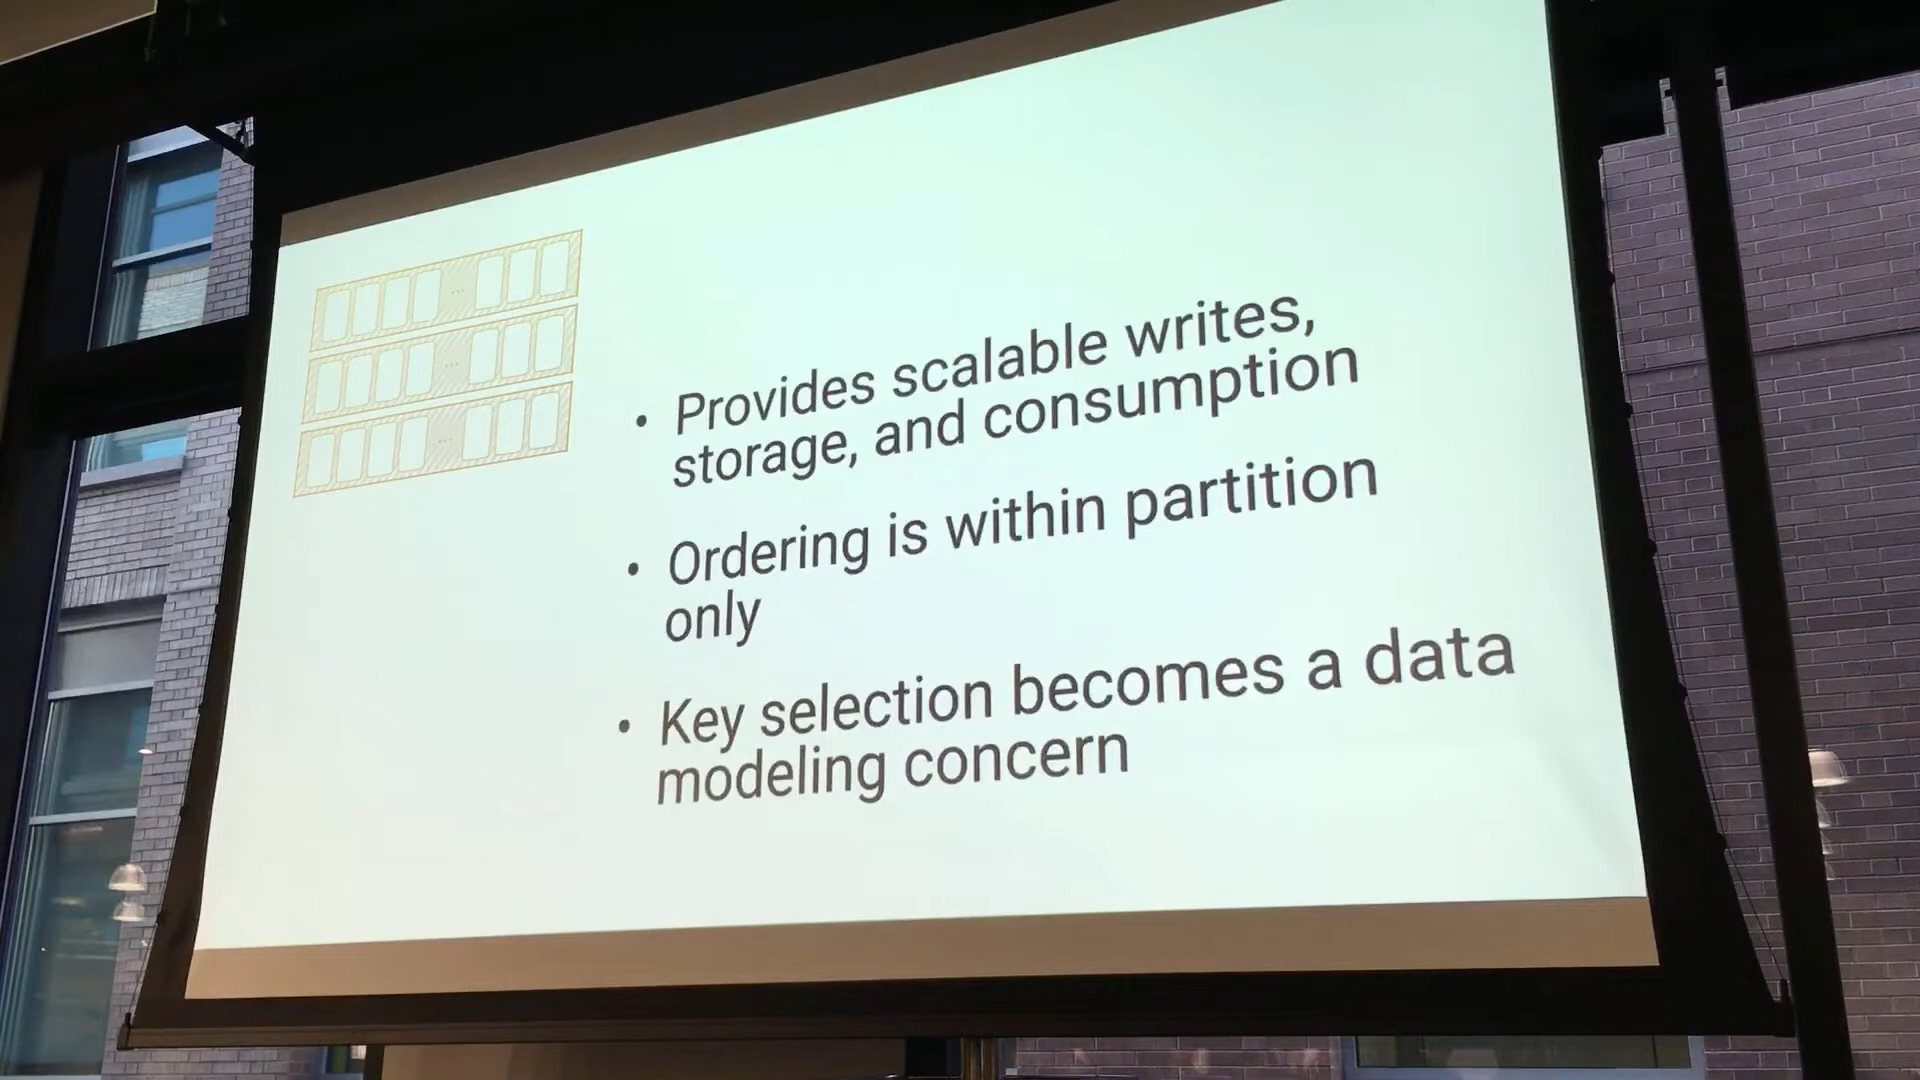 • Provides scalable writes,
storage, and consumption
• Ordering is within partition
only
• Key selection becomes a data
modeling concern